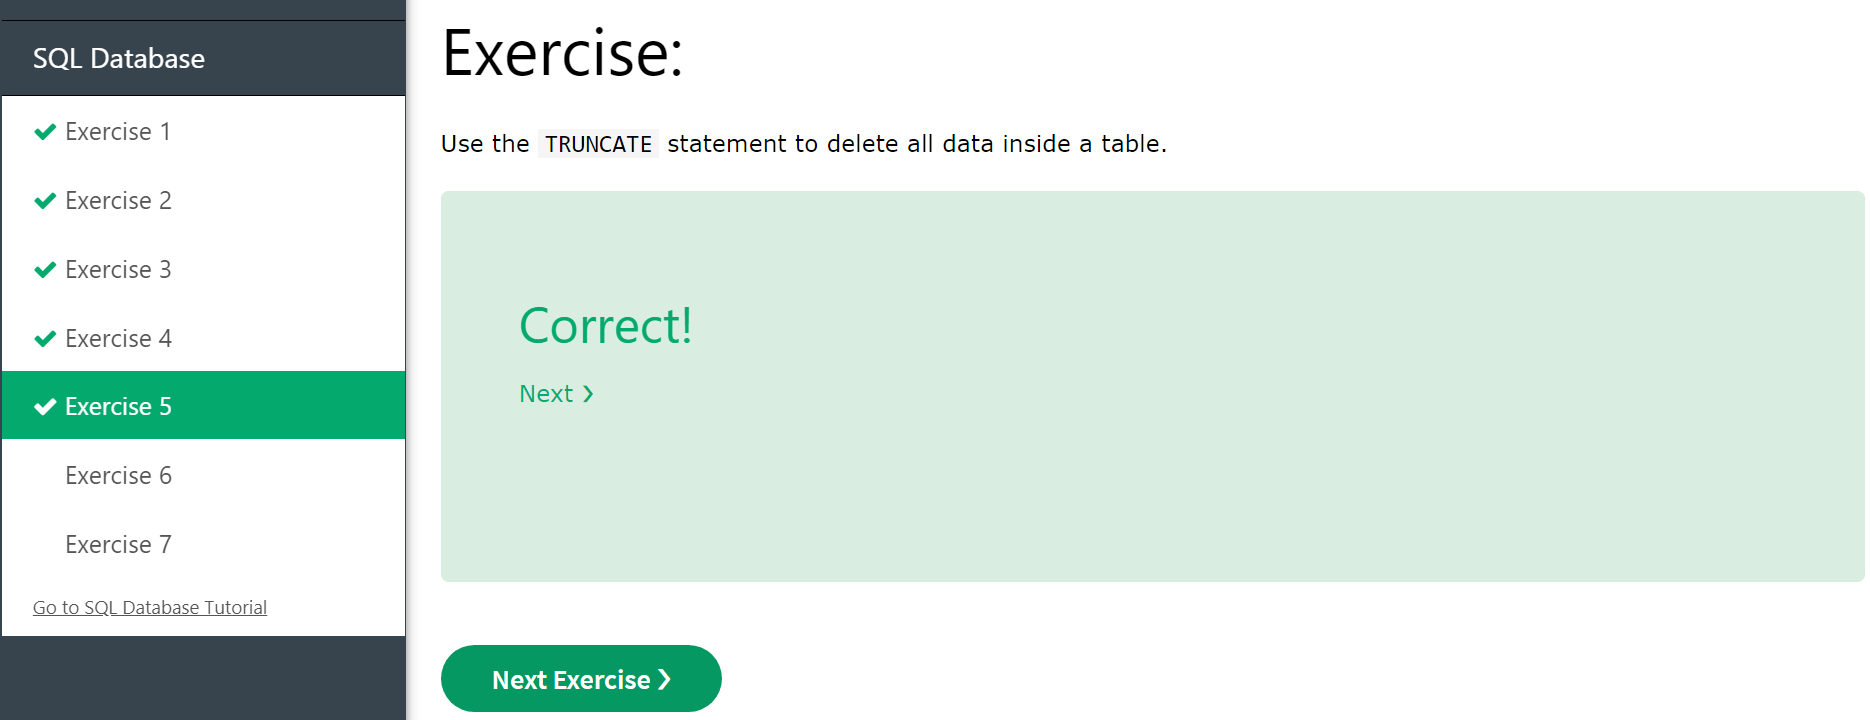 SQL Database
Exercise 1
Exercise 2
Exercise 3
Exercise 4
Exercise 5
Exercise 6
Exercise 7
Go to SQL Database Tutorial
Exercise:
Use the TRUNCATE statement to delete all data inside a table.
Correct!
Next ❯
Next Exercise ❯